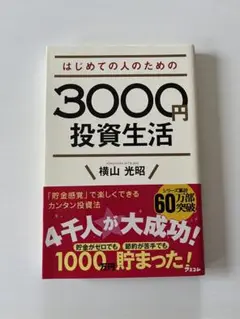 はじめての人のための
3000円
投資生活
横山 光昭
「貯金感覚」で楽しくできる
カンタン投資法
シリーズ累計
60万部
突破
4千人が大成功!
貯金がゼロでも 節約が苦手でも
1000万円 貯まった!
アスコム